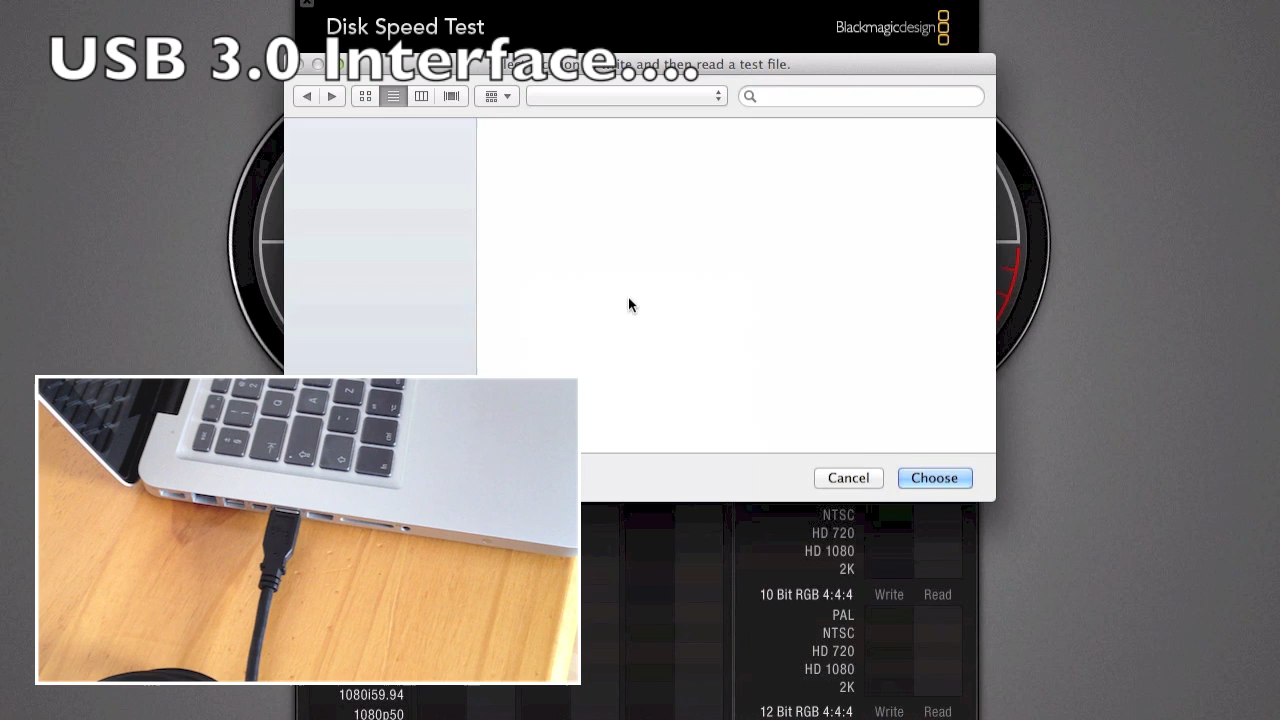 Disk Speed Test
Blackmagicdesign
USB 3.0 Interface....
and then read a test file.
Cancel
Choose
NTSC
HD 720
HD 1080
2K
10 Bit RGB 4:4:4 Write Read
PAL
NTSC
HD 720
HD 1080
2K
1080i59.94
1080p50
12 Bit RGB 4:4:4 Write Read